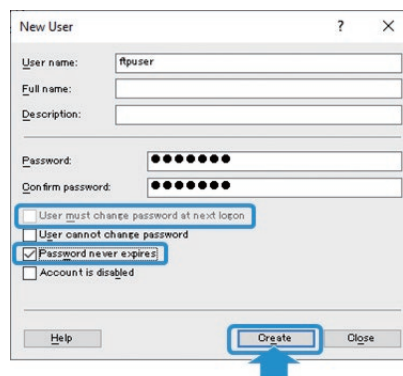 New User ? ×
User name: ftpuser
Full name:
Description:
Password: ●●●●●●●
Confirm password: ●●●●●●●
User must change password at next logon
User cannot change password
Password never expires
Account is disabled
Help Create Close